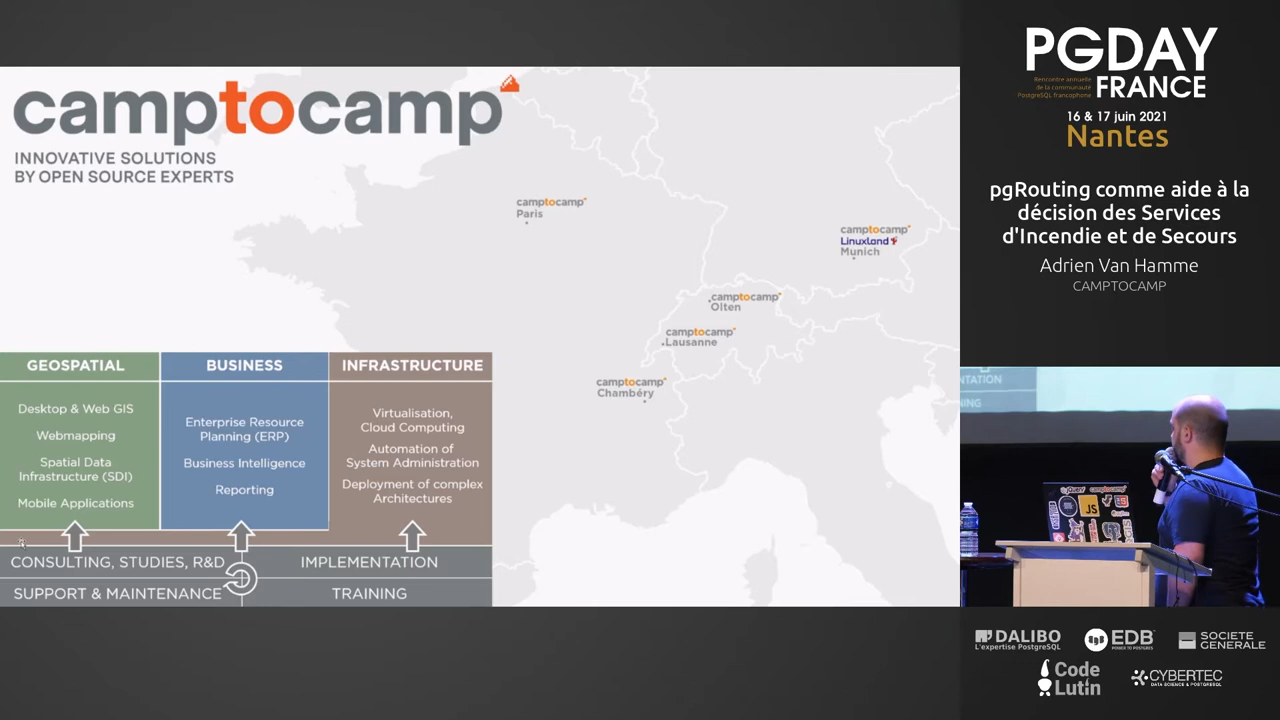 camptocamp
INNOVATIVE SOLUTIONS
BY OPEN SOURCE EXPERTS
camptocamp
Paris
camptocamp
Linuxland
Munich
camptocamp
Olten
camptocamp
Lausanne
camptocamp
Chambéry
GEOSPATIAL
Desktop & Web GIS
Webmapping
Spatial Data
Infrastructure (SDI)
Mobile Applications
BUSINESS
Enterprise Resource
Planning (ERP)
Business Intelligence
Reporting
INFRASTRUCTURE
Virtualisation,
Cloud Computing
Automation of
System Administration
Deployment of complex
Architectures
CONSULTING, STUDIES, R&D
IMPLEMENTATION
SUPPORT & MAINTENANCE
TRAINING
PGDAY
Rencontre annuelle
de la communauté
PostgreSQL francophone
FRANCE
16 & 17 juin 2021
Nantes
pgRouting comme aide à la
décision des Services
d'Incendie et de Secours
Adrien Van Hamme
CAMPTOCAMP
NTATION
NING
camptocamp
JS
DALIBO
L'expertise PostgreSQL
EDB
POWER TO POSTGRES
SOCIETE
GENERALE
Code
Lutin
CYBERTEC
DATA SCIENCE & POSTGRESQL